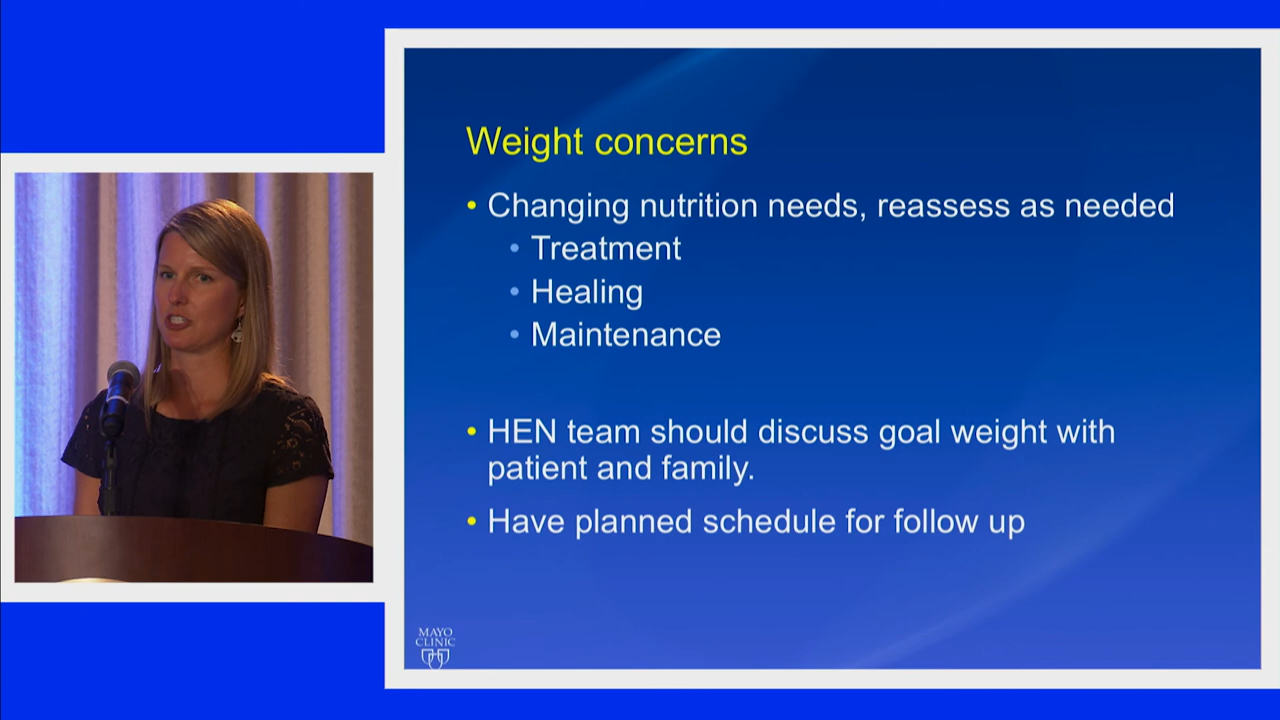 Weight concerns
• Changing nutrition needs, reassess as needed
• Treatment
• Healing
• Maintenance
• HEN team should discuss goal weight with
patient and family.
• Have planned schedule for follow up
MAYO
CLINIC